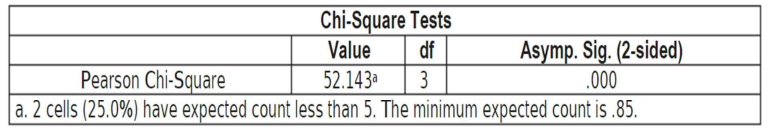 Chi-Square Tests
Value df Asymp. Sig. (2-sided)
Pearson Chi-Square 52.143a 3 .000
a. 2 cells (25.0%) have expected count less than 5. The minimum expected count is .85.